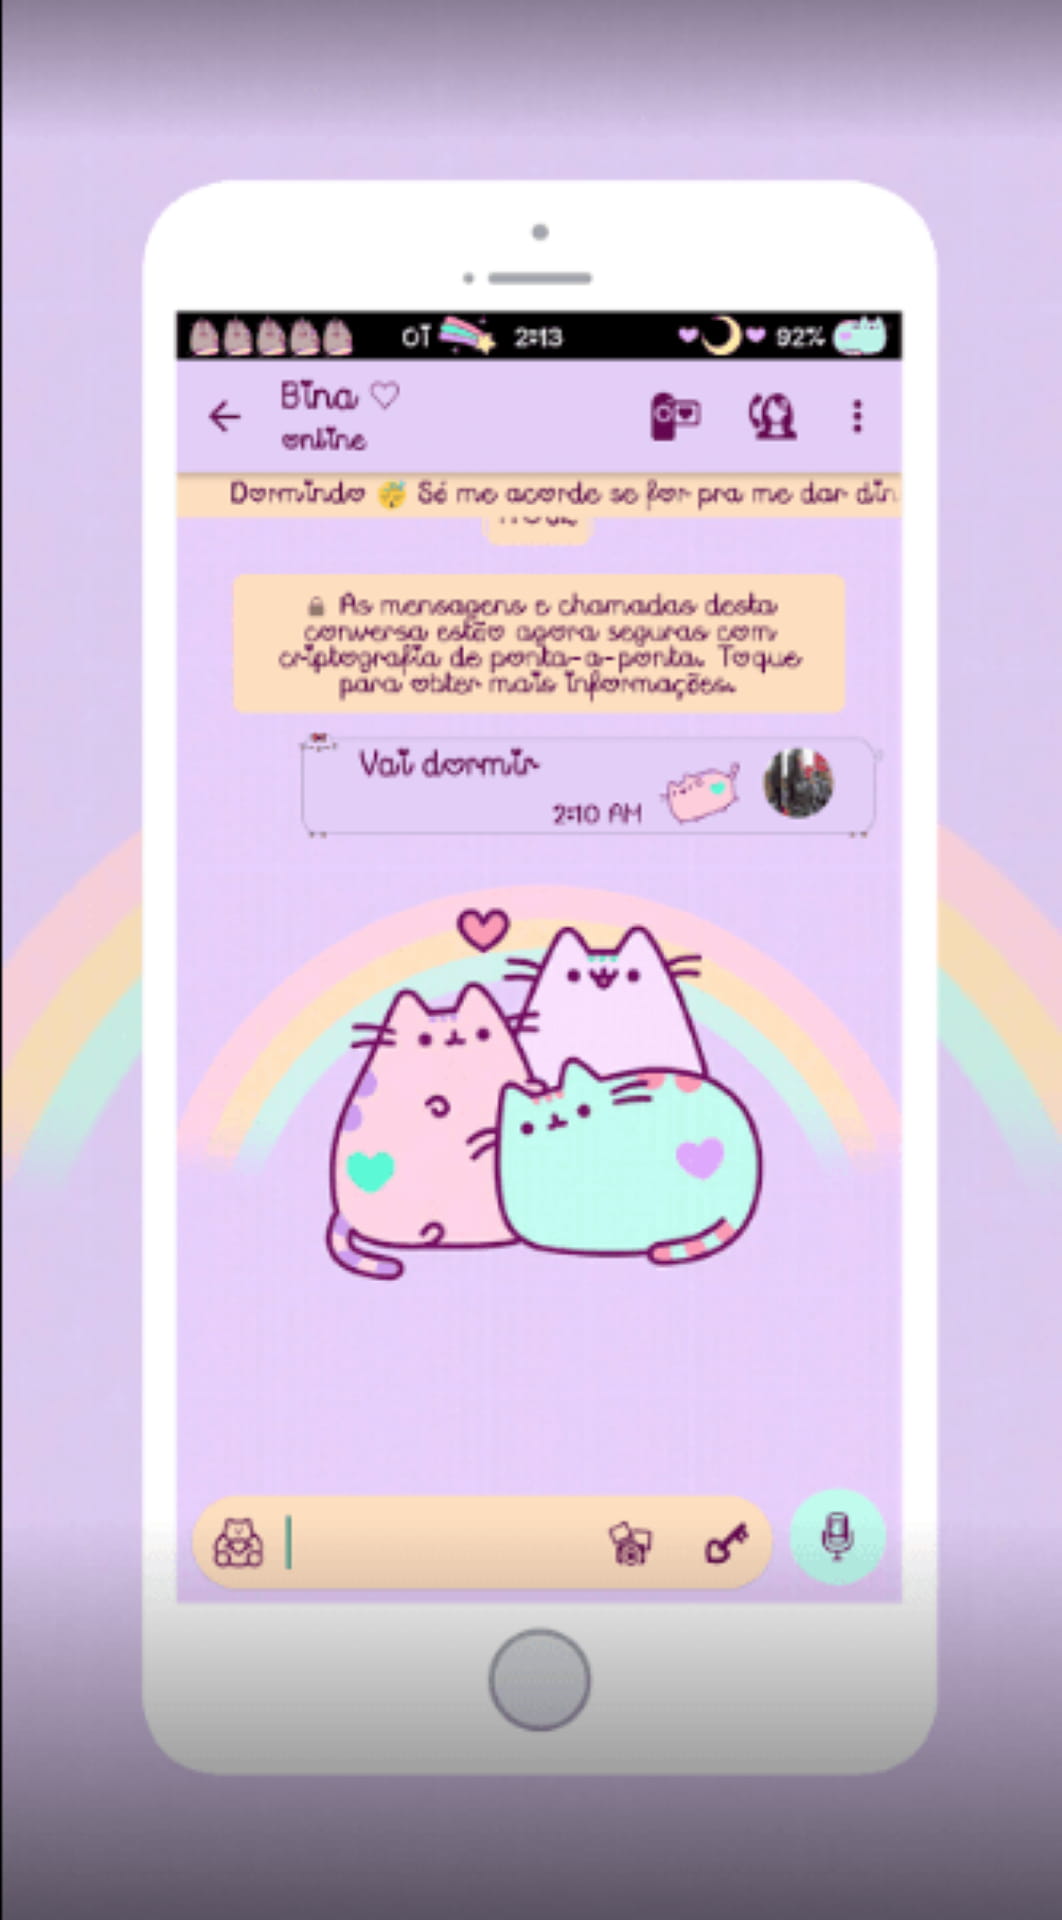 OI 2:13 92%
Bina ♡
online
Dormindo 😴 Sé me acorde se for pra me dar din
🔒 As mensagens e chamadas desta
conversa estão agora seguras com
criptografia de ponta-a-ponta. Toque
para obter mais informações.
Vai dormir
2:10 AM